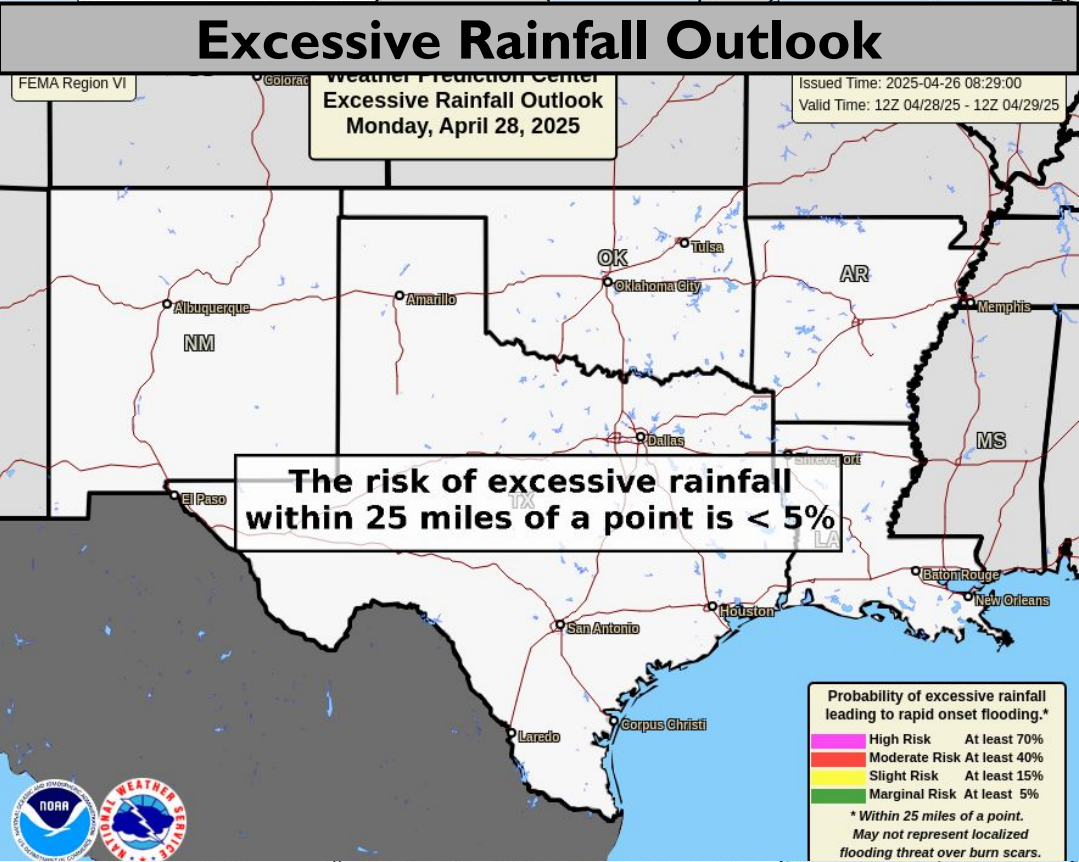 Excessive Rainfall Outlook
FEMA Region VI
Weather Prediction Center
Excessive Rainfall Outlook
Monday, April 28, 2025
Issued Time: 2025-04-26 08:29:00
Valid Time: 12Z 04/28/25 - 12Z 04/29/25
Colorad
Tulsa
OK
Oklahoma City
AR
Albuquerque
Amarillo
Memphis
NM
Dallas
MS
Shreveport
El Paso
The risk of excessive rainfall
within 25 miles of a point is < 5%
TX
LA
Baton Rouge
New Orleans
Houston
San Antonio
Corpus Christi
Laredo
Probability of excessive rainfall
leading to rapid onset flooding.*
High Risk At least 70%
Moderate Risk At least 40%
Slight Risk At least 15%
Marginal Risk At least 5%
* Within 25 miles of a point.
May not represent localized
flooding threat over burn scars.
NOAA
NATIONAL WEATHER SERVICE